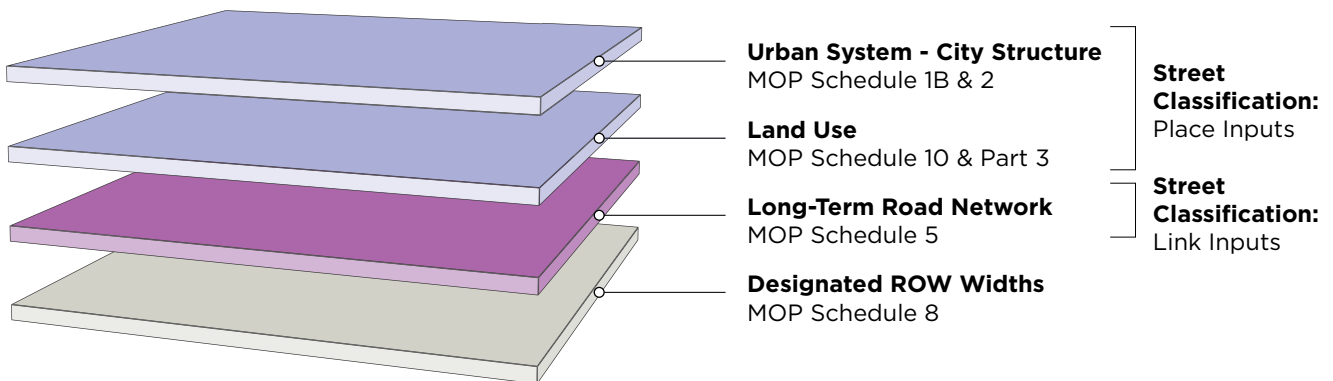 Urban System - City Structure
MOP Schedule 1B & 2
Land Use
MOP Schedule 10 & Part 3
Street
Classification:
Place Inputs
Long-Term Road Network
MOP Schedule 5
Street
Classification:
Link Inputs
Designated ROW Widths
MOP Schedule 8